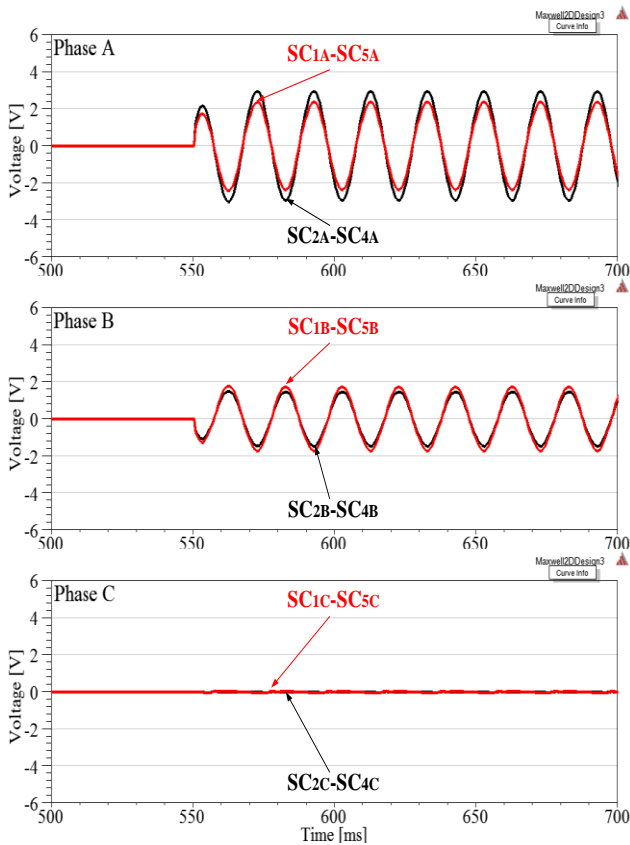 Maxwell2DDesign3
Curve Info
Phase A
SC1A-SC5A
SC2A-SC4A
Voltage [V]
6
4
2
0
-2
-4
-6
500 550 600 650 700
Maxwell2DDesign3
Curve Info
Phase B
SC1B-SC5B
SC2B-SC4B
Voltage [V]
6
4
2
0
-2
-4
-6
500 550 600 650 700
Maxwell2DDesign3
Curve Info
Phase C
SC1C-SC5C
SC2C-SC4C
Voltage [V]
6
4
2
0
-2
-4
-6
500 550 600 650 700
Time [ms]